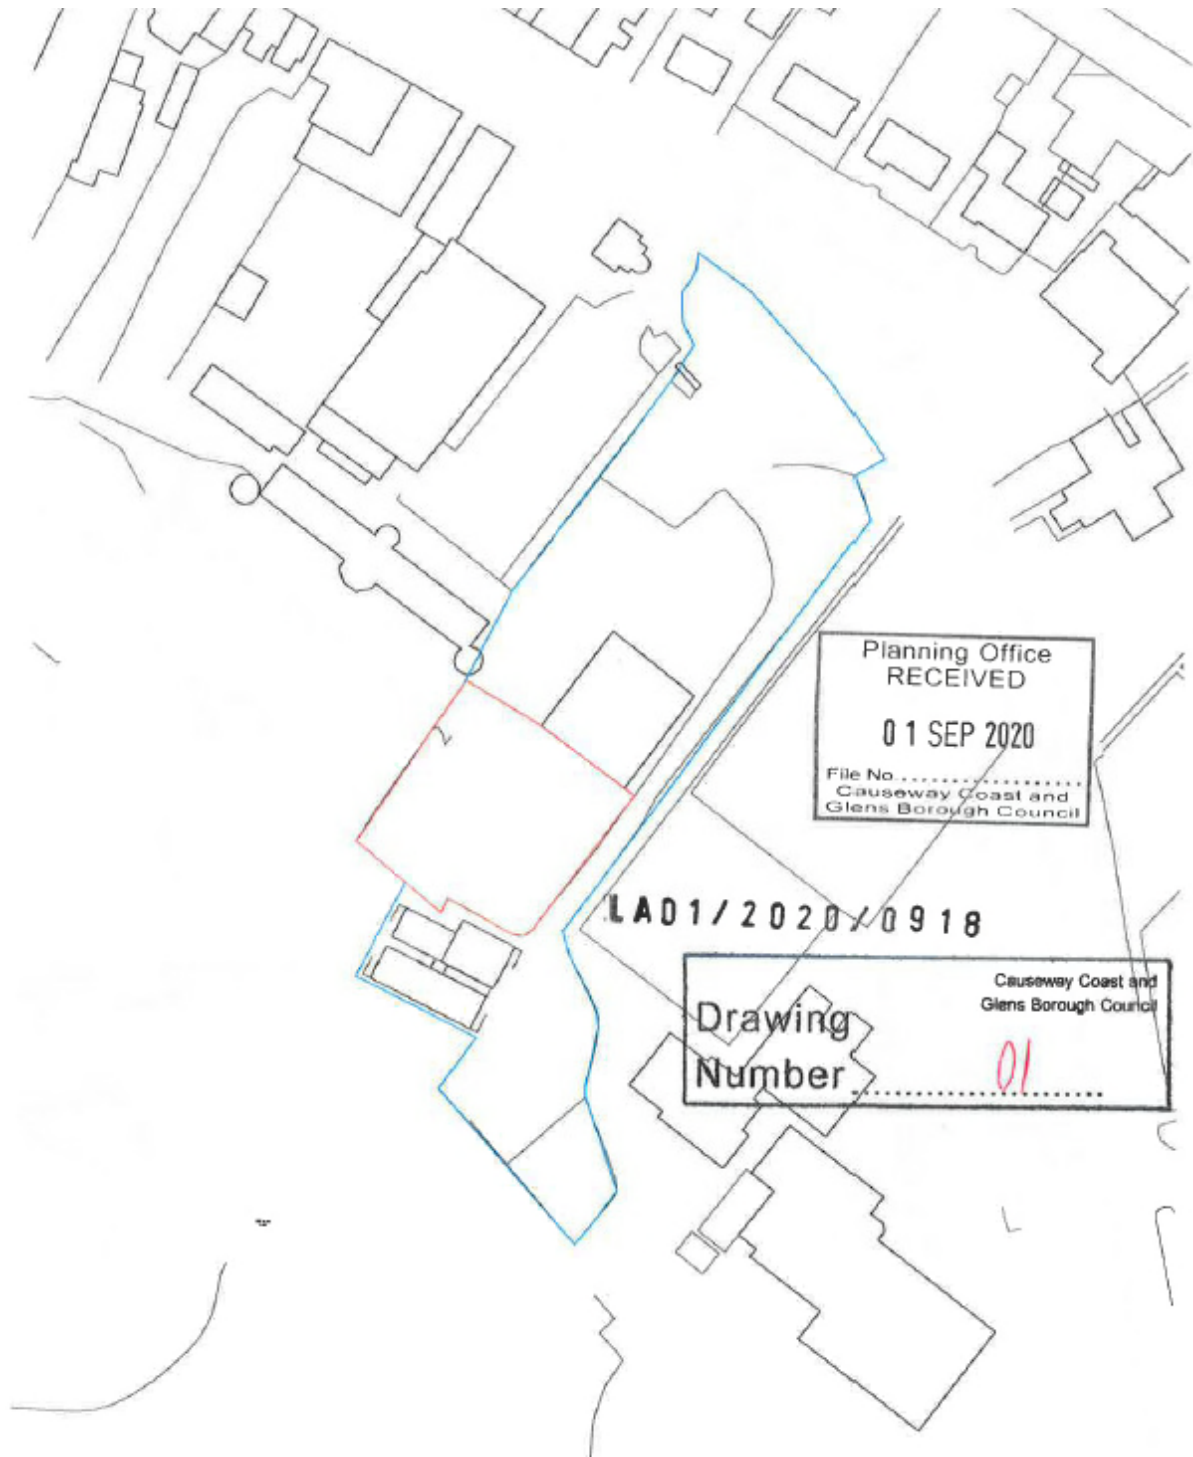 Planning Office
RECEIVED
01 SEP 2020
File No..............................
Causeway Coast and
Glens Borough Council
LA01/2020/0918
Causeway Coast and
Glens Borough Council
Drawing
Number ..............................
01